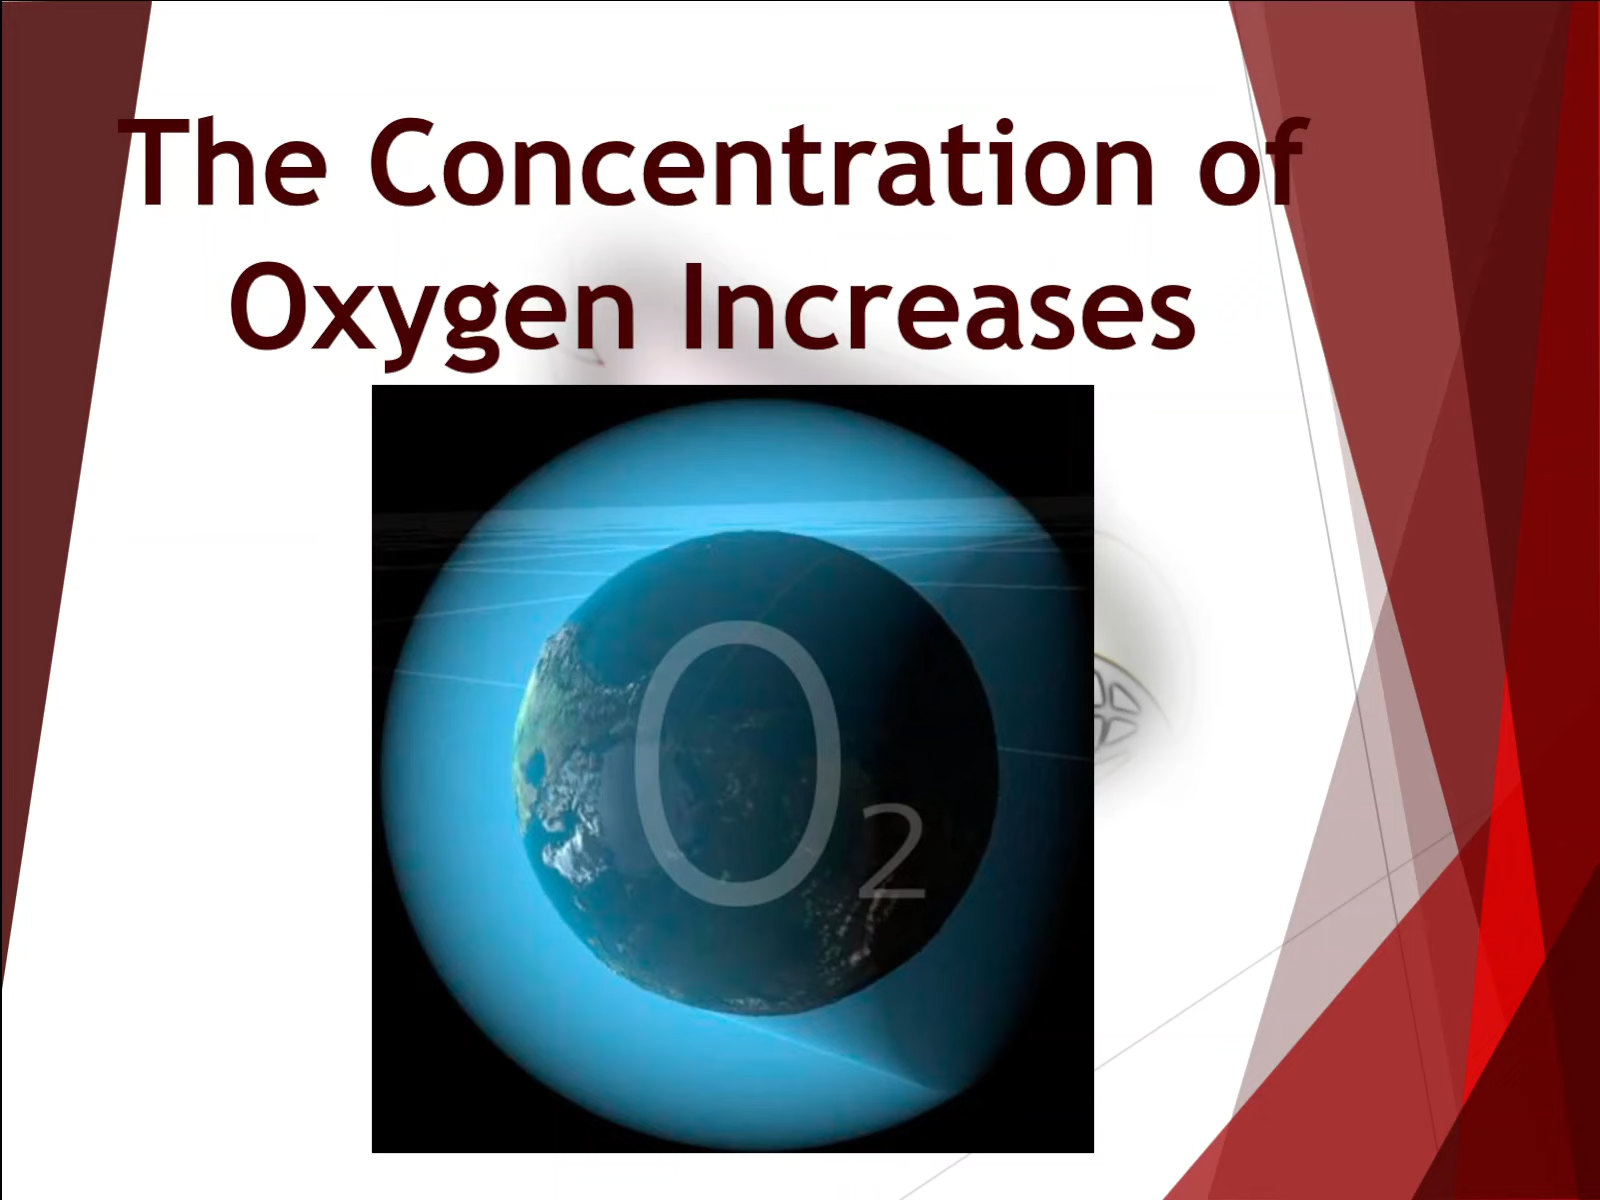 The Concentration of
Oxygen Increases
O2